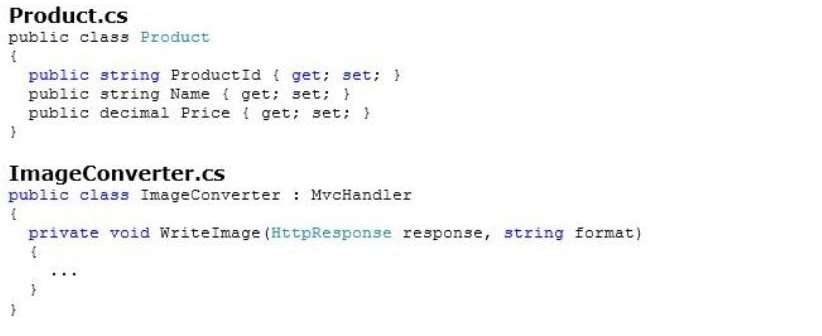 Product.cs
public class Product
{
public string ProductId { get; set; }
public string Name { get; set; }
public decimal Price { get; set; }
}
ImageConverter.cs
public class ImageConverter : MvcHandler
{
private void WriteImage(HttpResponse response, string format)
{
...
}
}